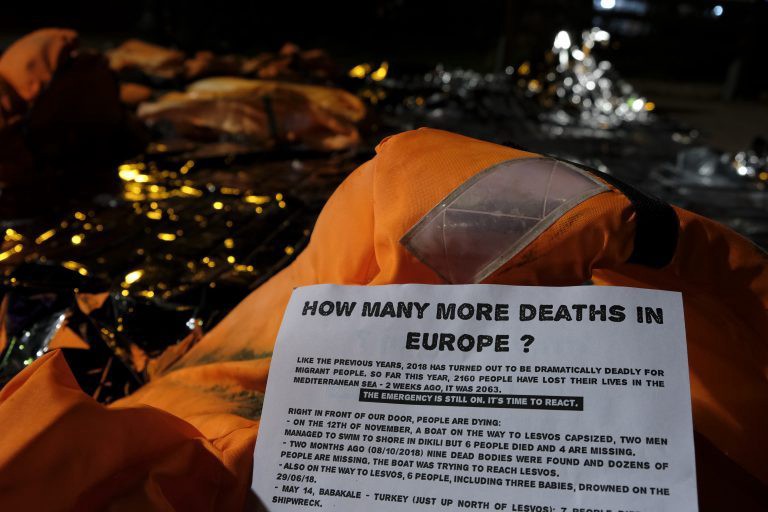 HOW MANY MORE DEATHS IN
EUROPE ?
LIKE THE PREVIOUS YEARS, 2018 HAS TURNED OUT TO BE DRAMATICALLY DEADLY FOR
MIGRANT PEOPLE. SO FAR THIS YEAR, 2160 PEOPLE HAVE LOST THEIR LIVES IN THE
MEDITERRANEAN SEA - 2 WEEKS AGO, IT WAS 2063.
THE EMERGENCY IS STILL ON. IT'S TIME TO REACT.
RIGHT IN FRONT OF OUR DOOR, PEOPLE ARE DYING:
- ON THE 12TH OF NOVEMBER, A BOAT ON THE WAY TO LESVOS CAPSIZED, TWO MEN
MANAGED TO SWIM TO SHORE IN DIKILI BUT 6 PEOPLE DIED AND 4 ARE MISSING.
- TWO MONTHS AGO (08/10/2018) NINE DEAD BODIES WERE FOUND AND DOZENS OF
PEOPLE ARE MISSING. THE BOAT WAS TRYING TO REACH LESVOS.
- ALSO ON THE WAY TO LESVOS, 6 PEOPLE, INCLUDING THREE BABIES, DROWNED ON THE
29/06/18.
- MAY 14, BABAKALE - TURKEY (JUST UP NORTH OF LESVOS): 7 PEOPLE
SHIPWRECK.